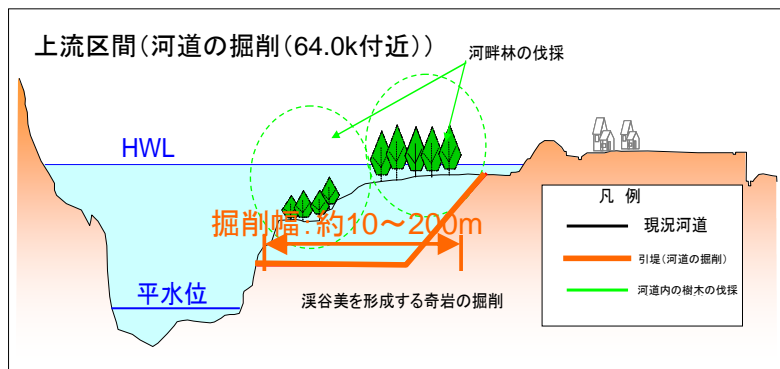 上流区間(河道の掘削(64.0k付近))
河畔林の伐採
HWL
掘削幅:約10～200m
平水位
渓谷美を形成する奇岩の掘削
凡 例
現況河道
引堤(河道の掘削)
河道内の樹木の伐採